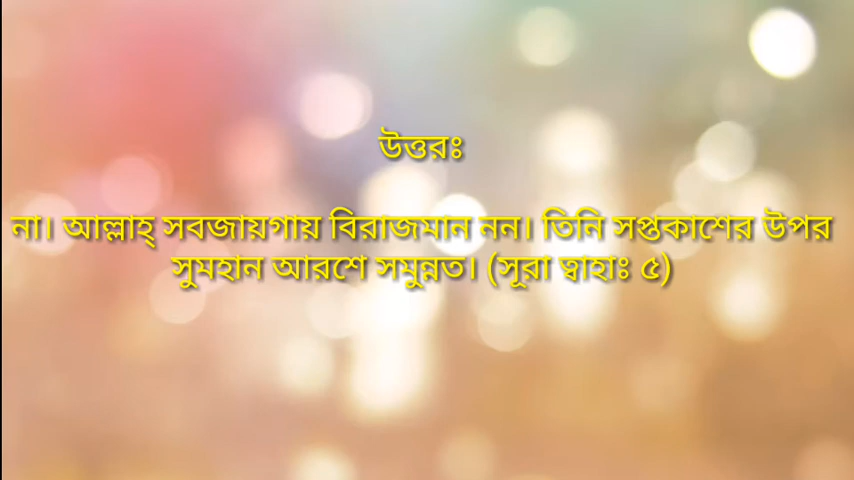 উত্তরঃ
না। আল্লাহ্ সবজায়গায় বিরাজমান নন। তিনি সপ্তকাশের উপর
সুমহান আরশে সমুন্নত। (সূরা ত্বাহাঃ ৫)